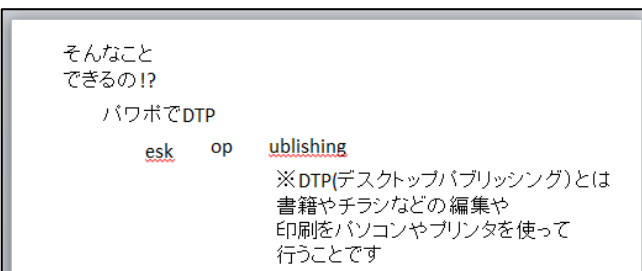 そんなこと
できるの!?
パワポでDTP
esk op ublishing
※DTP(デスクトップパブリッシング)とは
書籍やチラシなどの編集や
印刷をパソコンやプリンタを使って
行うことです